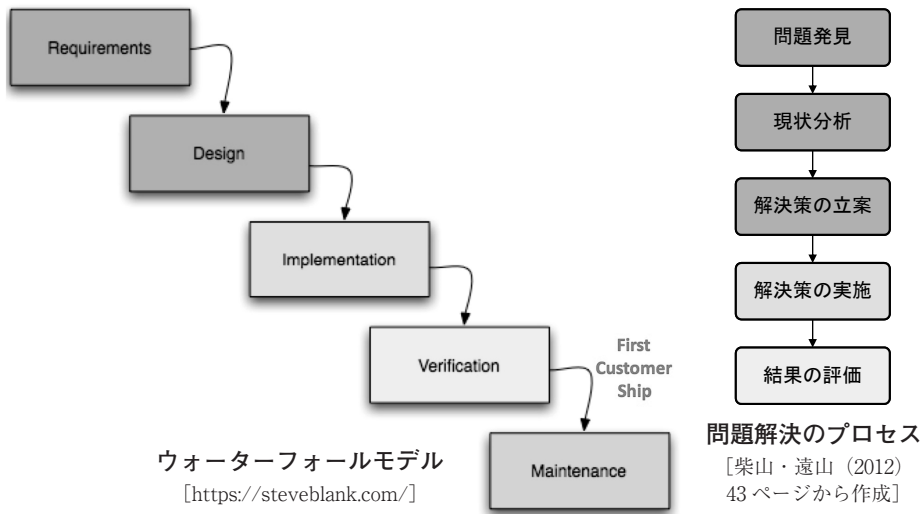 Requirements
Design
Implementation
Verification
First
Customer
Ship
Maintenance
ウォーターフォールモデル
［https://steveblank.com/］
問題発見
現状分析
解決策の立案
解決策の実施
結果の評価
問題解決のプロセス
［柴山・遠山（2012）
43 ページから作成］